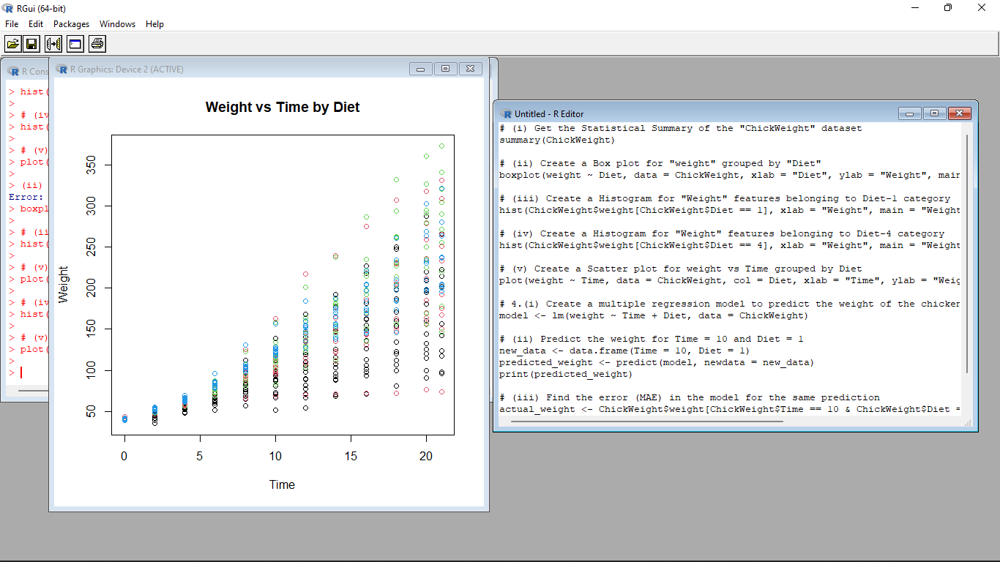 RGui (64-bit)
File Edit Packages Windows Help
R Cons
> hist(
>
> # (iv
> hist(
>
> # (v)
> plot(
>
> (ii)
Error:
> boxpl
>
> # (ii
> hist(
>
> # (v)
> plot(
>
> # (iv
> hist(
>
> # (v)
> plot(
>
>
R Graphics: Device 2 (ACTIVE)
Weight vs Time by Diet
Weight
350
300
250
200
150
100
50
0 5 10 15 20
Time
Untitled - R Editor
# (i) Get the Statistical Summary of the "ChickWeight" dataset
summary(ChickWeight)
# (ii) Create a Box plot for "weight" grouped by "Diet"
boxplot(weight ~ Diet, data = ChickWeight, xlab = "Diet", ylab = "Weight", main
# (iii) Create a Histogram for "Weight" features belonging to Diet-1 category
hist(ChickWeight$weight[ChickWeight$Diet == 1], xlab = "Weight", main = "Weight
# (iv) Create a Histogram for "Weight" features belonging to Diet-4 category
hist(ChickWeight$weight[ChickWeight$Diet == 4], xlab = "Weight", main = "Weight
# (v) Create a Scatter plot for weight vs Time grouped by Diet
plot(weight ~ Time, data = ChickWeight, col = Diet, xlab = "Time", ylab = "Weig
# 4.(i) Create a multiple regression model to predict the weight of the chicken
model <- lm(weight ~ Time + Diet, data = ChickWeight)
# (ii) Predict the weight for Time = 10 and Diet = 1
new_data <- data.frame(Time = 10, Diet = 1)
predicted_weight <- predict(model, newdata = new_data)
print(predicted_weight)
# (iii) Find the error (MAE) in the model for the same prediction
actual_weight <- ChickWeight$weight[ChickWeight$Time == 10 & ChickWeight$Diet =